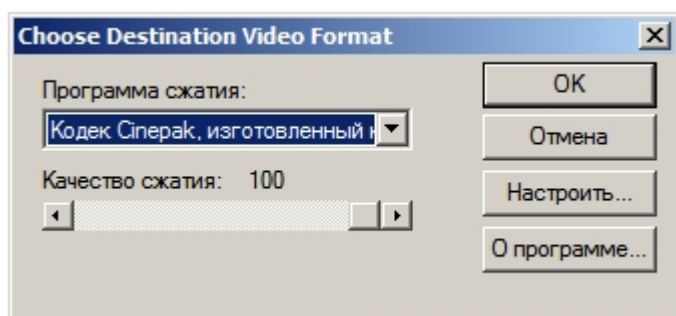 Choose Destination Video Format
Программа сжатия:
Кодек Cinepak, изготовленный
Качество сжатия: 100
OK
Отмена
Настроить...
О программе...